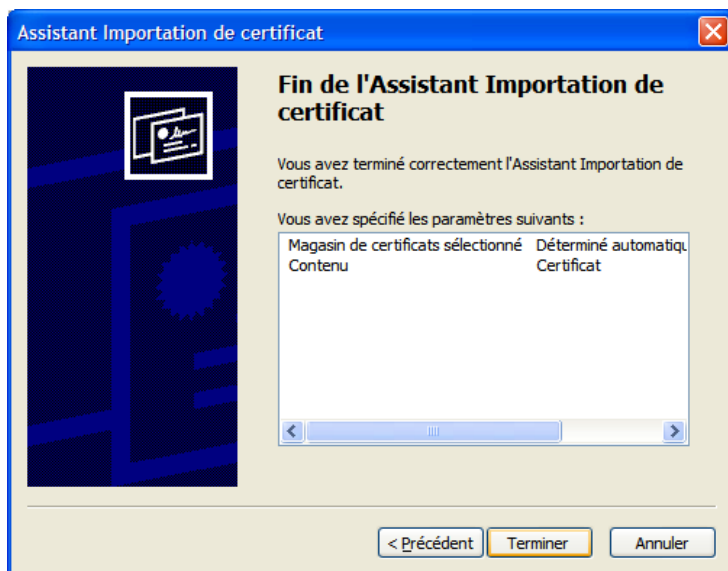 Assistant Importation de certificat
Fin de l'Assistant Importation de
certificat
Vous avez terminé correctement l'Assistant Importation de
certificat.
Vous avez spécifié les paramètres suivants :
Magasin de certificats sélectionné Déterminé automatiqu
Contenu Certificat
< Précédent Terminer Annuler